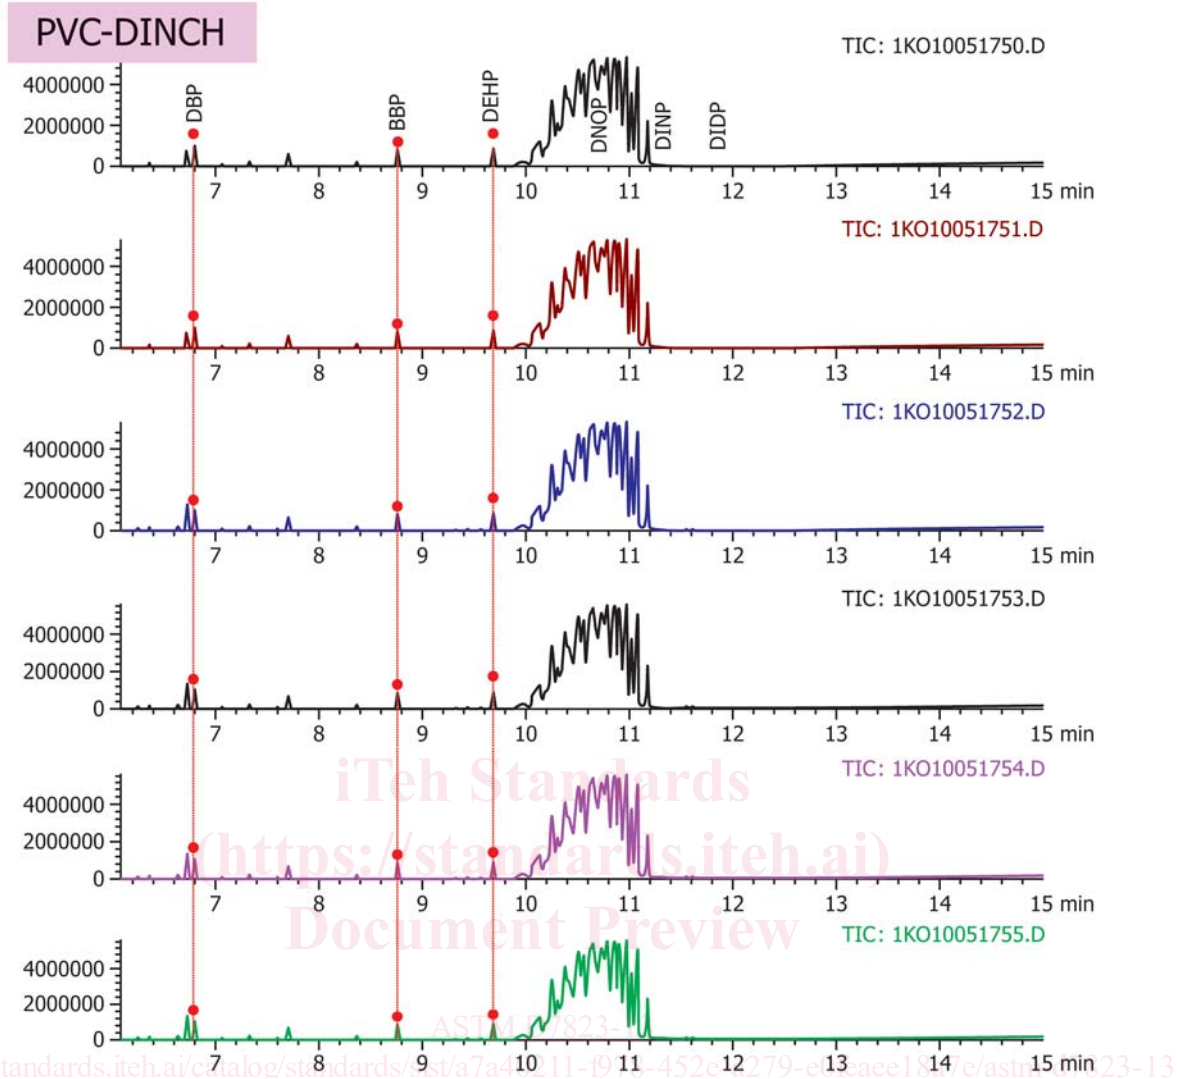 PVC-DINCH
TIC: 1KO10051750.D
4000000
2000000
0
DBP
BBP
DEHP
DNOP
DINP
DIDP
7 8 9 10 11 12 13 14 15 min
TIC: 1KO10051751.D
4000000
2000000
0
7 8 9 10 11 12 13 14 15 min
TIC: 1KO10051752.D
4000000
2000000
0
7 8 9 10 11 12 13 14 15 min
TIC: 1KO10051753.D
4000000
2000000
0
7 8 9 10 11 12 13 14 15 min
iTeh Standards
TIC: 1KO10051754.D
4000000
2000000
0
(https://standards.iteh.ai)
7 8 9 10 11 12 13 14 15 min
Document Preview
TIC: 1KO10051755.D
4000000
2000000
0
ASTM D7823-
7 8 9 10 11 12 13 14 15 min